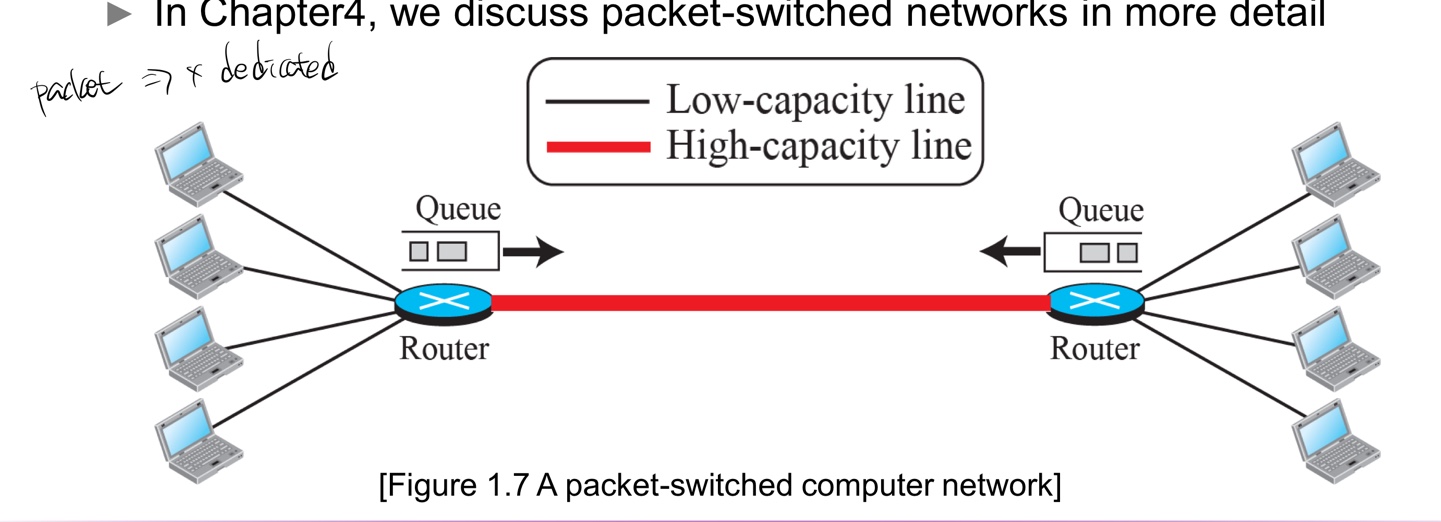 ► In Chapter4, we discuss packet-switched networks in more detail
packet => x dedicated
Low-capacity line
High-capacity line
Queue
Queue
Router
Router
[Figure 1.7 A packet-switched computer network]